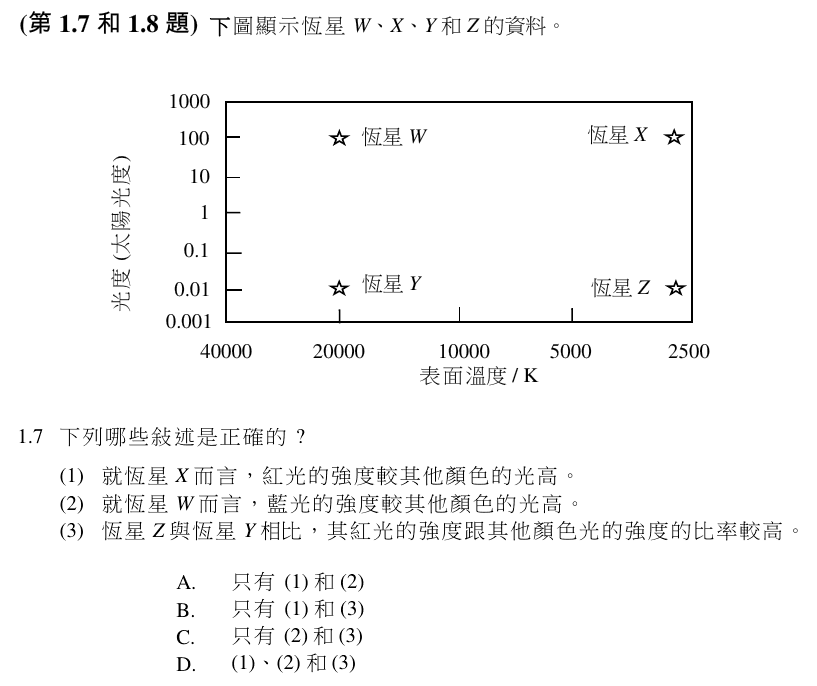 (第 1.7 和 1.8 題) 下圖顯示恆星 W、X、Y 和 Z 的資料。
1000
100
10
1
0.1
0.01
0.001
光度 (太陽光度)
恆星 W
恆星 X
恆星 Y
恆星 Z
40000 20000 10000 5000 2500
表面溫度 / K
1.7 下列哪些敍述是正確的？
(1) 就恆星 X 而言，紅光的強度較其他顏色的光高。
(2) 就恆星 W 而言，藍光的強度較其他顏色的光高。
(3) 恆星 Z 與恆星 Y 相比，其紅光的強度跟其他顏色光的強度的比率較高。
A. 只有 (1) 和 (2)
B. 只有 (1) 和 (3)
C. 只有 (2) 和 (3)
D. (1)、(2) 和 (3)